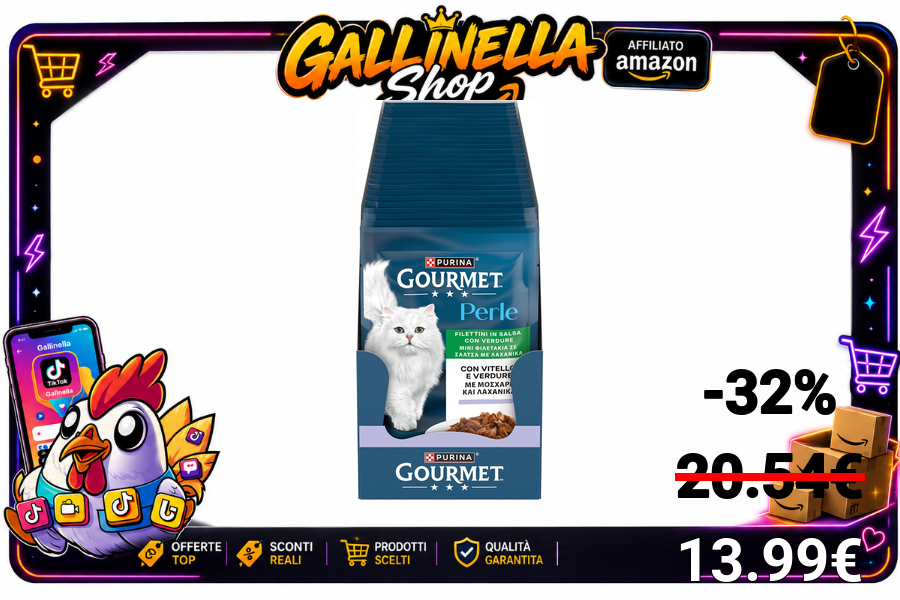 GALLINELLA
Shop
AFFILIATO
amazon
PURINA
GOURMET
Perle
FILETTINI IN SALSA
CON VERDURE
ΜΙΝΙ ΦΙΛΕΤΑΚΙΑ ΣΕ
ΣΑΛΤΣΑ ΜΕ ΛΑΧΑΝΙΚΑ
CON VITELLO
E VERDURE
ΜΕ ΜΟΣΧΑΡΙ
ΚΑΙ ΛΑΧΑΝΙΚΑ
PURINA
GOURMET
Gallinella
TikTok
Gallinella
-32%
20.54€
13.99€
OFFERTE
TOP
SCONTI
REALI
PRODOTTI
SCELTI
QUALITÀ
GARANTITA